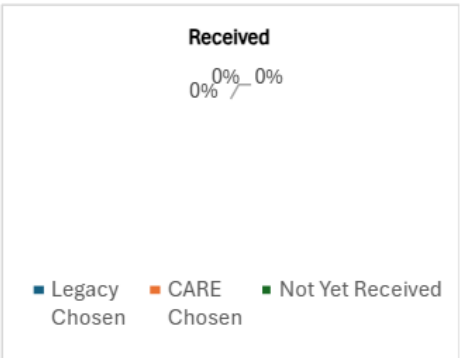 Received
0% 0% 0%
Legacy Chosen
CARE Chosen
Not Yet Received